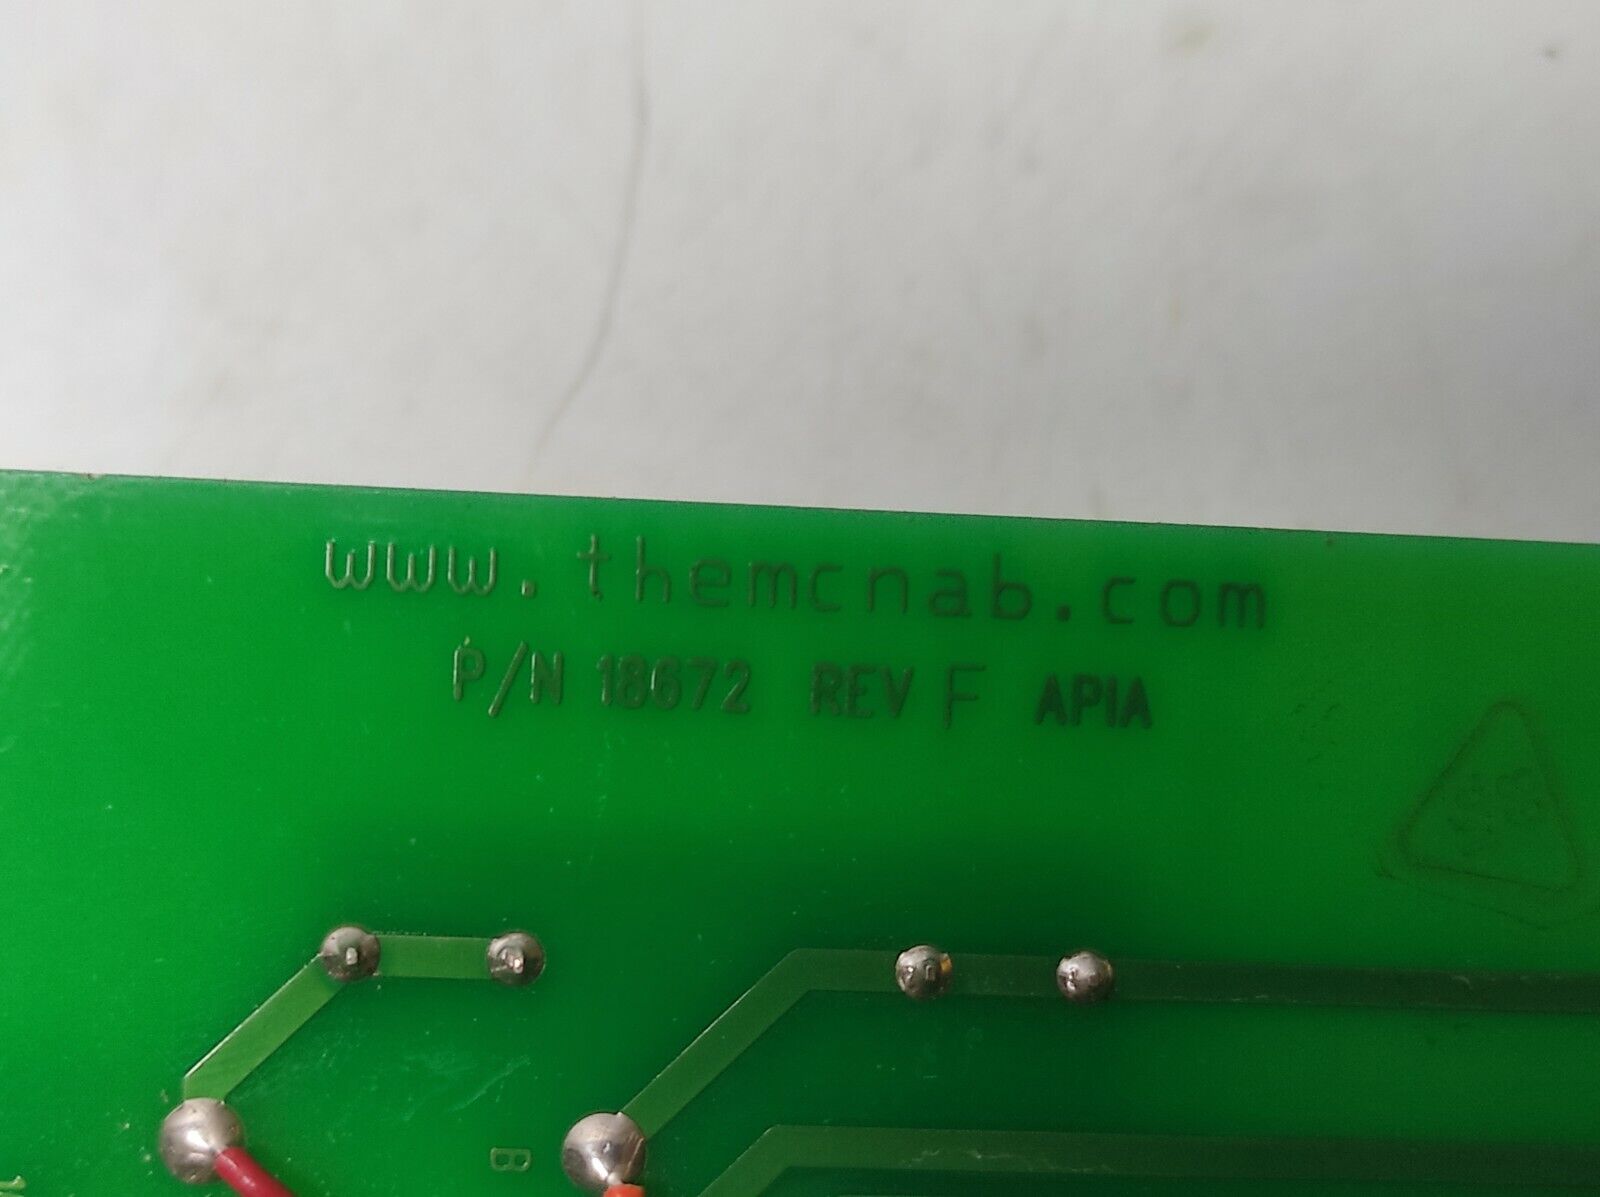 www.themcnab.com
P/N 18672 REV F APIA
B